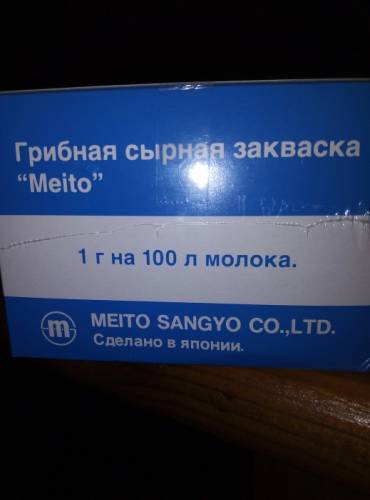 Грибная сырная закваска
“Meito”
1 г на 100 л молока.
m MEITO SANGYO CO.,LTD.
Сделано в японии.